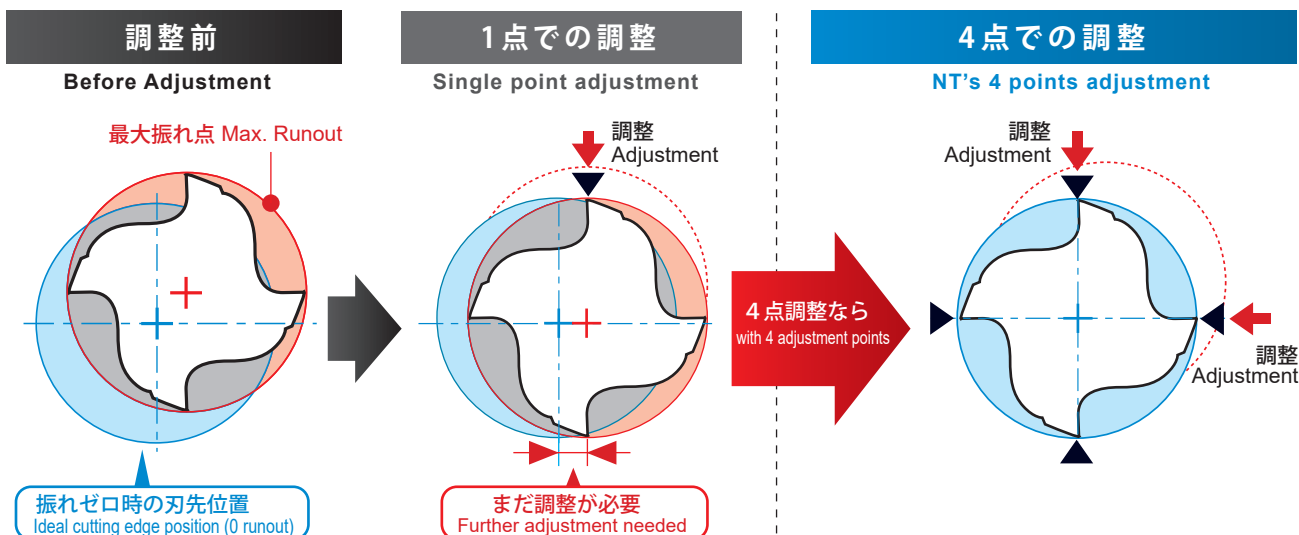 調整前
Before Adjustment
最大振れ点 Max. Runout
振れゼロ時の刃先位置
Ideal cutting edge position (0 runout)
1点での調整
Single point adjustment
調整
Adjustment
まだ調整が必要
Further adjustment needed
4点調整なら
with 4 adjustment points
4点での調整
NT's 4 points adjustment
調整
Adjustment
調整
Adjustment